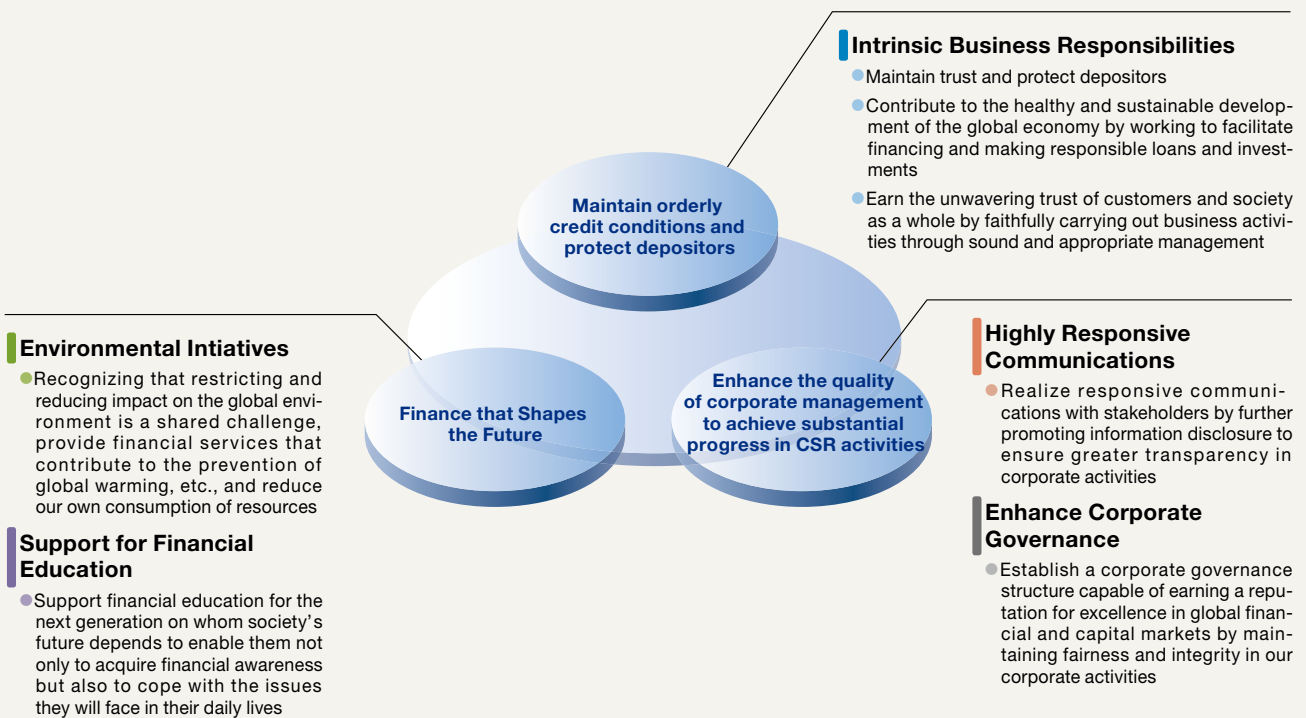 Intrinsic Business Responsibilities
Maintain trust and protect depositors
Contribute to the healthy and sustainable develop-
ment of the global economy by working to facilitate
financing and making responsible loans and invest-
ments
Earn the unwavering trust of customers and society
as a whole by faithfully carrying out business activi-
ties through sound and appropriate management
Maintain orderly
credit conditions and
protect depositors
Environmental Intiatives
Recognizing that restricting and
reducing impact on the global envi-
ronment is a shared challenge,
provide financial services that
contribute to the prevention of
global warming, etc., and reduce
our own consumption of resources
Support for Financial
Education
Support financial education for the
next generation on whom society's
future depends to enable them not
only to acquire financial awareness
but also to cope with the issues
they will face in their daily lives
Finance that Shapes
the Future
Enhance the quality
of corporate management
to achieve substantial
progress in CSR activities
Highly Responsive
Communications
Realize responsive communi-
cations with stakeholders by further
promoting information disclosure to
ensure greater transparency in
corporate activities
Enhance Corporate
Governance
Establish a corporate governance
structure capable of earning a repu-
tation for excellence in global finan-
cial and capital markets by main-
taining fairness and integrity in our
corporate activities